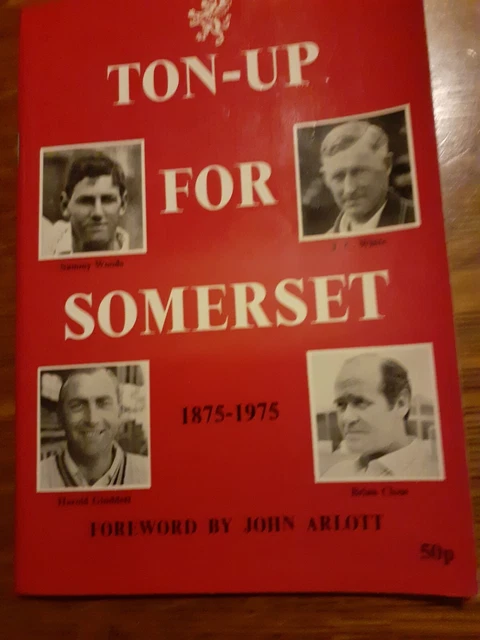 TON-UP
FOR
SOMERSET
Sammy Woods
J. C. White
1875-1975
Harold Gimblett
Brian Close
FOREWORD BY JOHN ARLOTT
50p